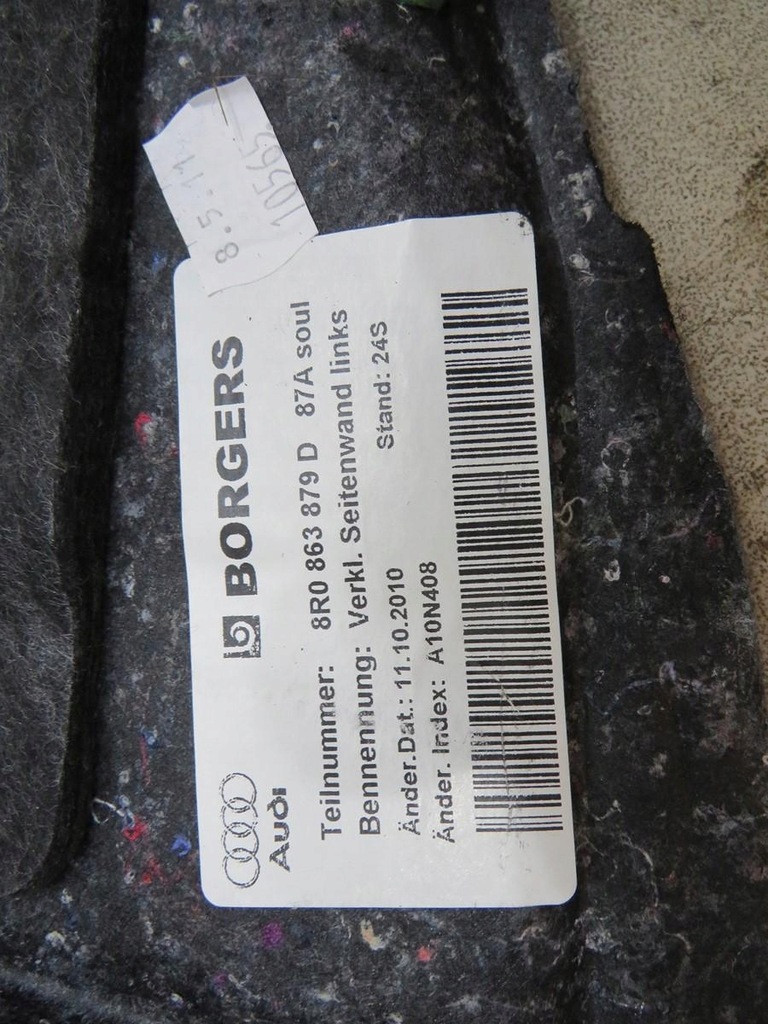 8.5.11
10565
BORGERS
Audi
Teilnummer: 8R0 863 879 D 87A soul
Bennennung: Verkl. Seitenwand links
Änder.Dat.: 11.10.2010 Stand: 24S
Änder. Index: A10N408